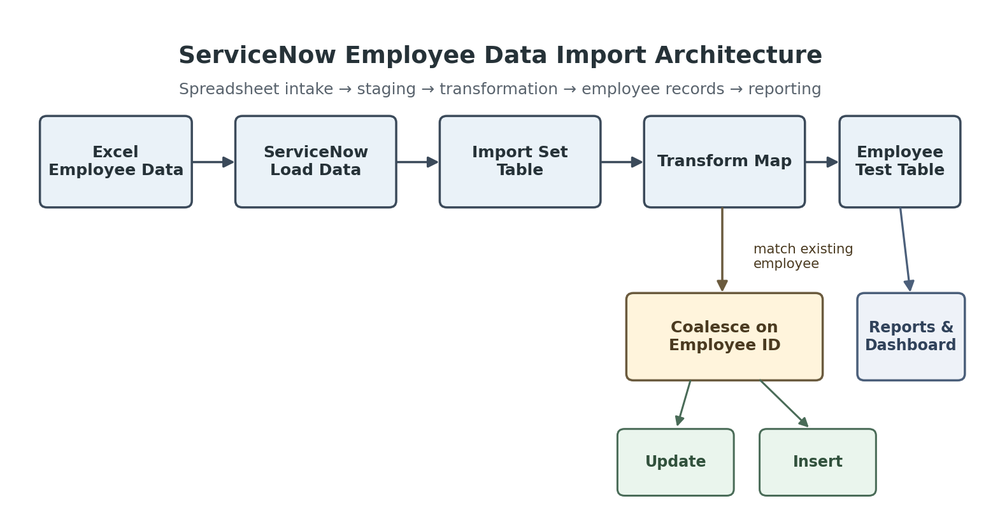 ServiceNow Employee Data Import Architecture
Spreadsheet intake → staging → transformation → employee records → reporting
Excel
Employee Data
ServiceNow
Load Data
Import Set
Table
Transform Map
Employee
Test Table
match existing
employee
Coalesce on
Employee ID
Reports &
Dashboard
Update
Insert